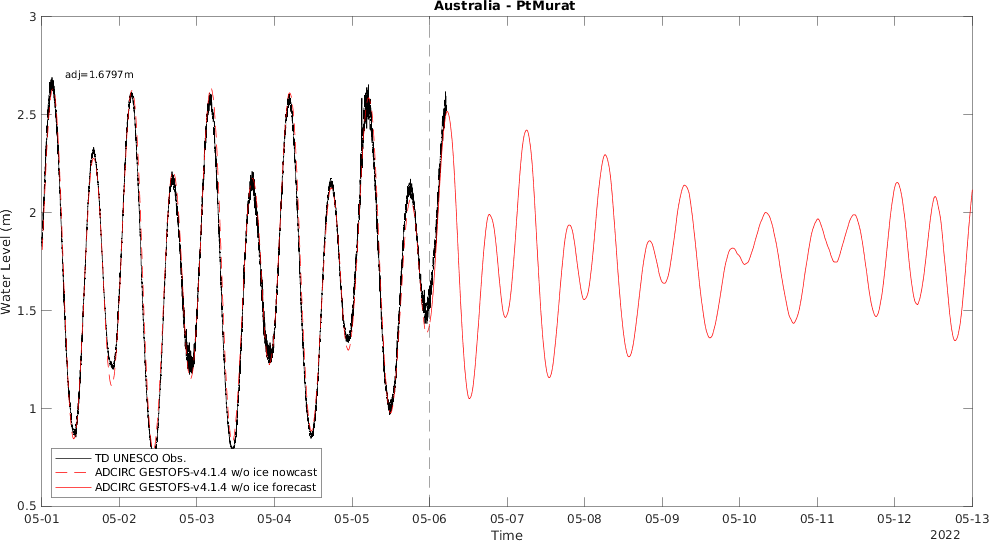 Australia - PtMurat
3
adj=1.6797m
2.5
2
Water Level (m)
1.5
1
TD UNESCO Obs.
ADCIRC GESTOFS-v4.1.4 w/o ice nowcast
ADCIRC GESTOFS-v4.1.4 w/o ice forecast
0.5
05-01 05-02 05-03 05-04 05-05 05-06 05-07 05-08 05-09 05-10 05-11 05-12 05-13
Time
2022